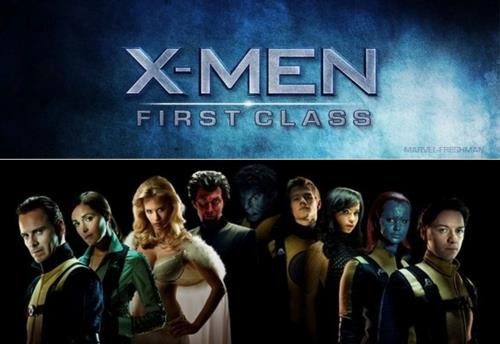 X-MEN
FIRST CLASS
MARVEL-FRESHMAN